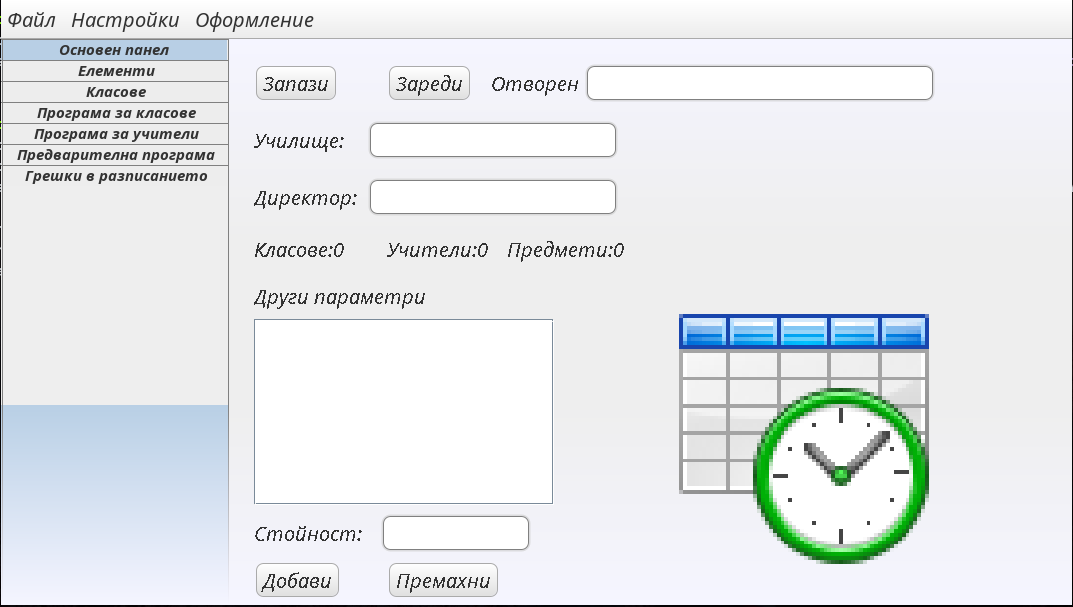 Файл Настройки Оформление
Основен панел
Елементи
Класове
Програма за класове
Програма за учители
Предварителна програма
Грешки в разписанието
Запази Зареди Отворен
Училище:
Директор:
Класове:0 Учители:0 Предмети:0
Други параметри
Стойност:
Добави Премахни